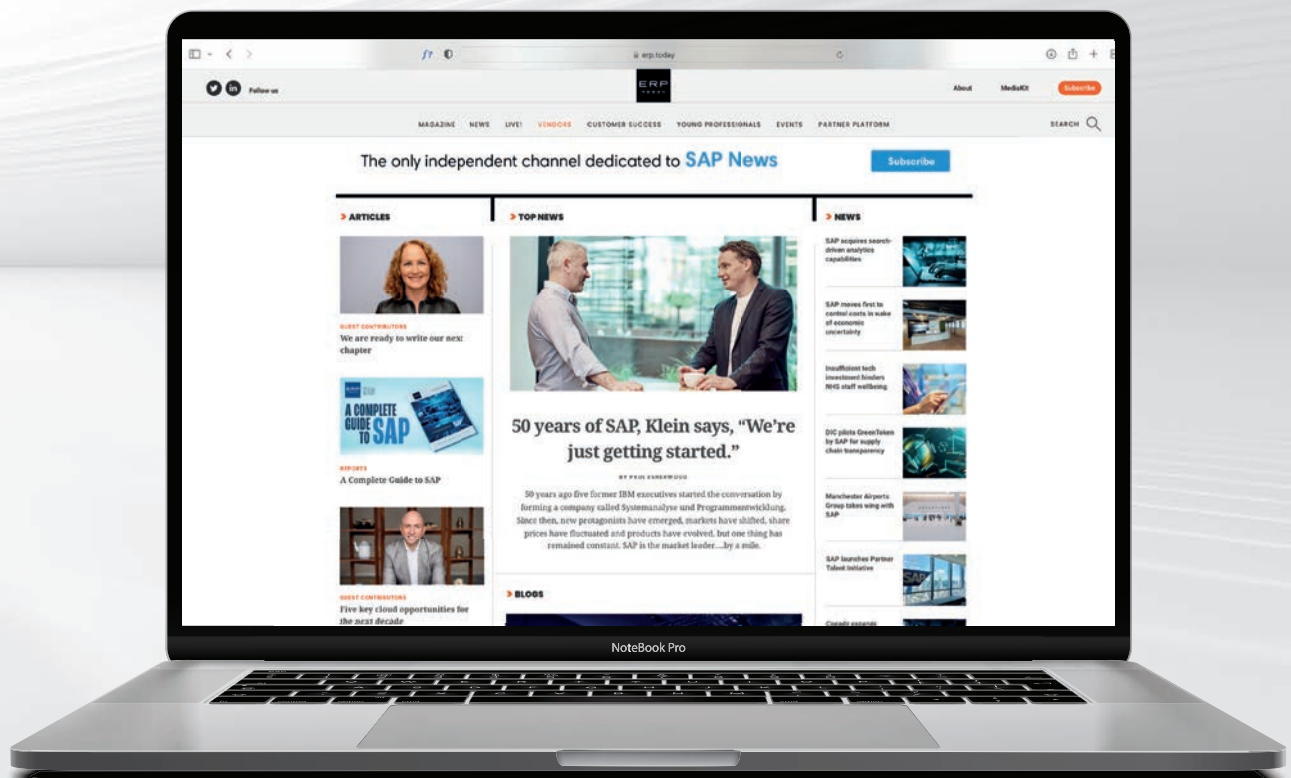 erp.today
Follow us
ERP
TODAY
About
MediaKit
Subscribe
MAGAZINE NEWS LIVE! VENDORS CUSTOMER SUCCESS YOUNG PROFESSIONALS EVENTS PARTNER PLATFORM
SEARCH
The only independent channel dedicated to SAP News
Subscribe
ARTICLES
GUEST CONTRIBUTORS
We are ready to write our next
chapter
A COMPLETE
GUIDE
TO SAP
REPORTS
A Complete Guide to SAP
GUEST CONTRIBUTORS
Five key cloud opportunities for
the next decade
TOP NEWS
50 years of SAP, Klein says, “We’re
just getting started.”
BY PAUL ESHERWOOD
50 years ago five former IBM executives started the conversation by
forming a company called Systemanalyse und Programmentwicklung.
Since then, new protagonists have emerged, markets have shifted, share
prices have fluctuated and products have evolved, but one thing has
remained constant. SAP is the market leader....by a mile.
BLOGS
NEWS
SAP acquires search-
driven analytics
capabilities
SAP moves first to
control costs in wake
of economic
uncertainty
Insufficient tech
investment hinders
NHS staff wellbeing
DIC pilots GreenToken
by SAP for supply
chain transparency
Manchester Airports
Group takes wing with
SAP
SAP launches Partner
Talent Initiative
SAP
NoteBook Pro